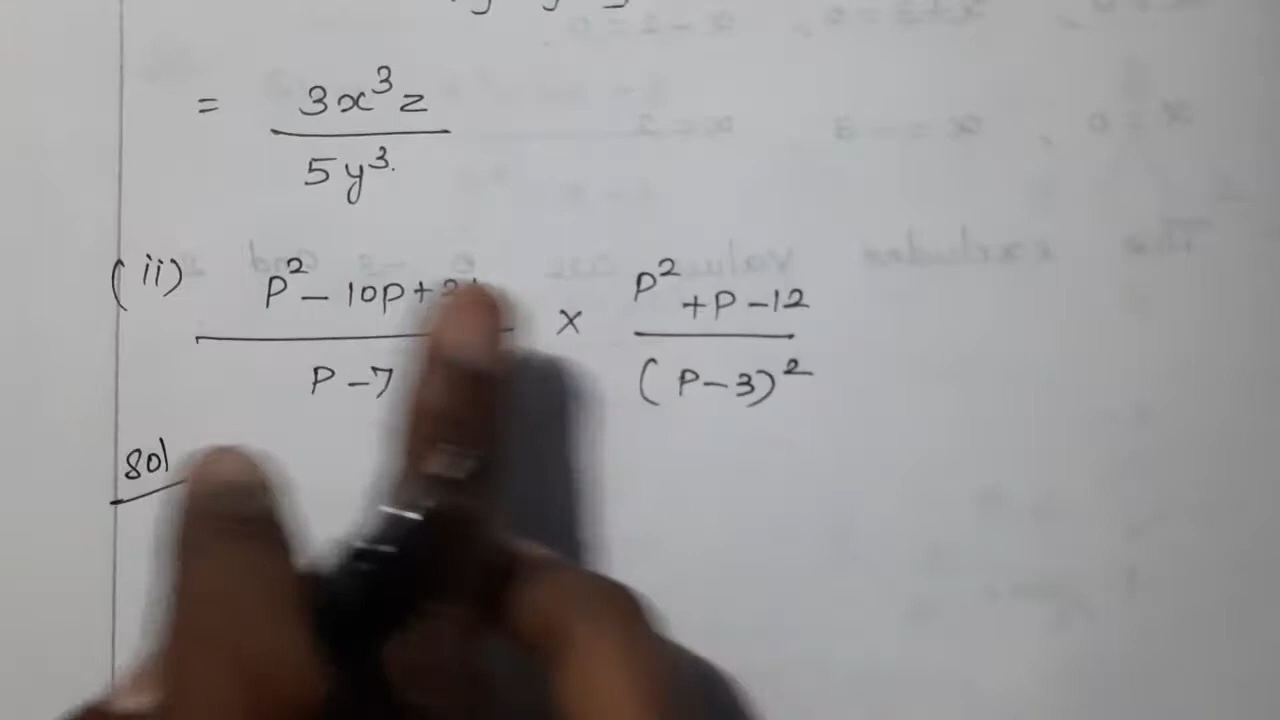 = 3x³z
5y³.
(ii) P² - 10P + × P² + P - 12
P - 7 (P - 3)²
Sol